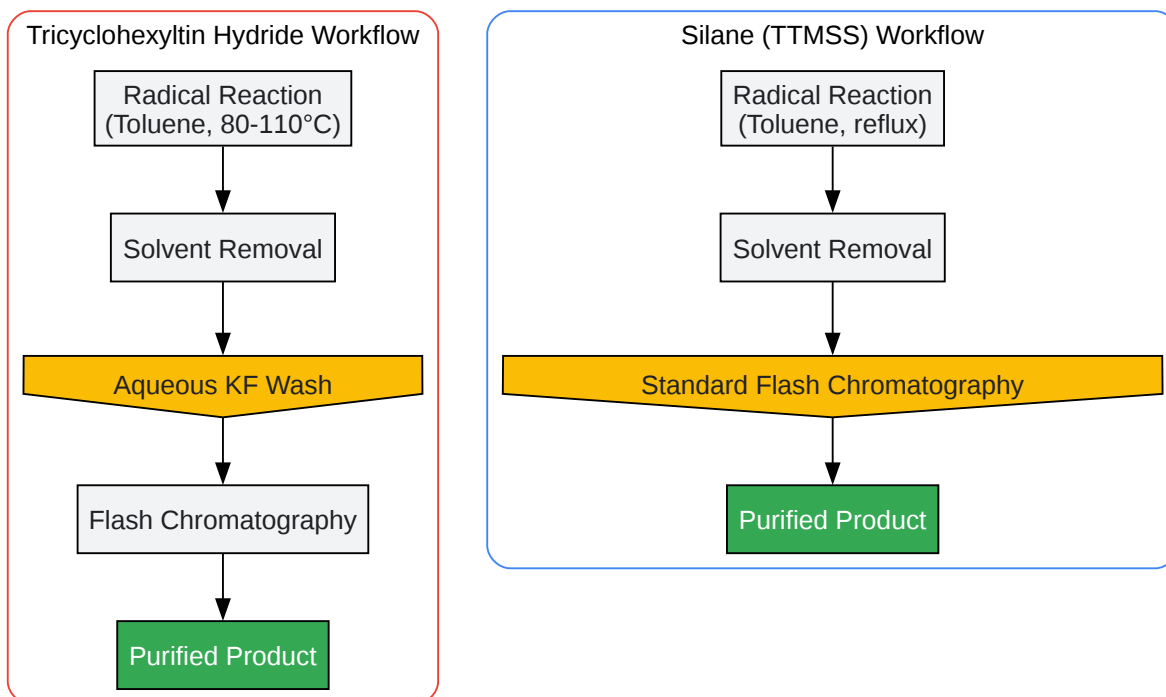 Tricyclohexyltin Hydride Workflow
Radical Reaction
(Toluene, 80-110°C)
Solvent Removal
Aqueous KF Wash
Flash Chromatography
Purified Product
Silane (TTMSS) Workflow
Radical Reaction
(Toluene, reflux)
Solvent Removal
Standard Flash Chromatography
Purified Product